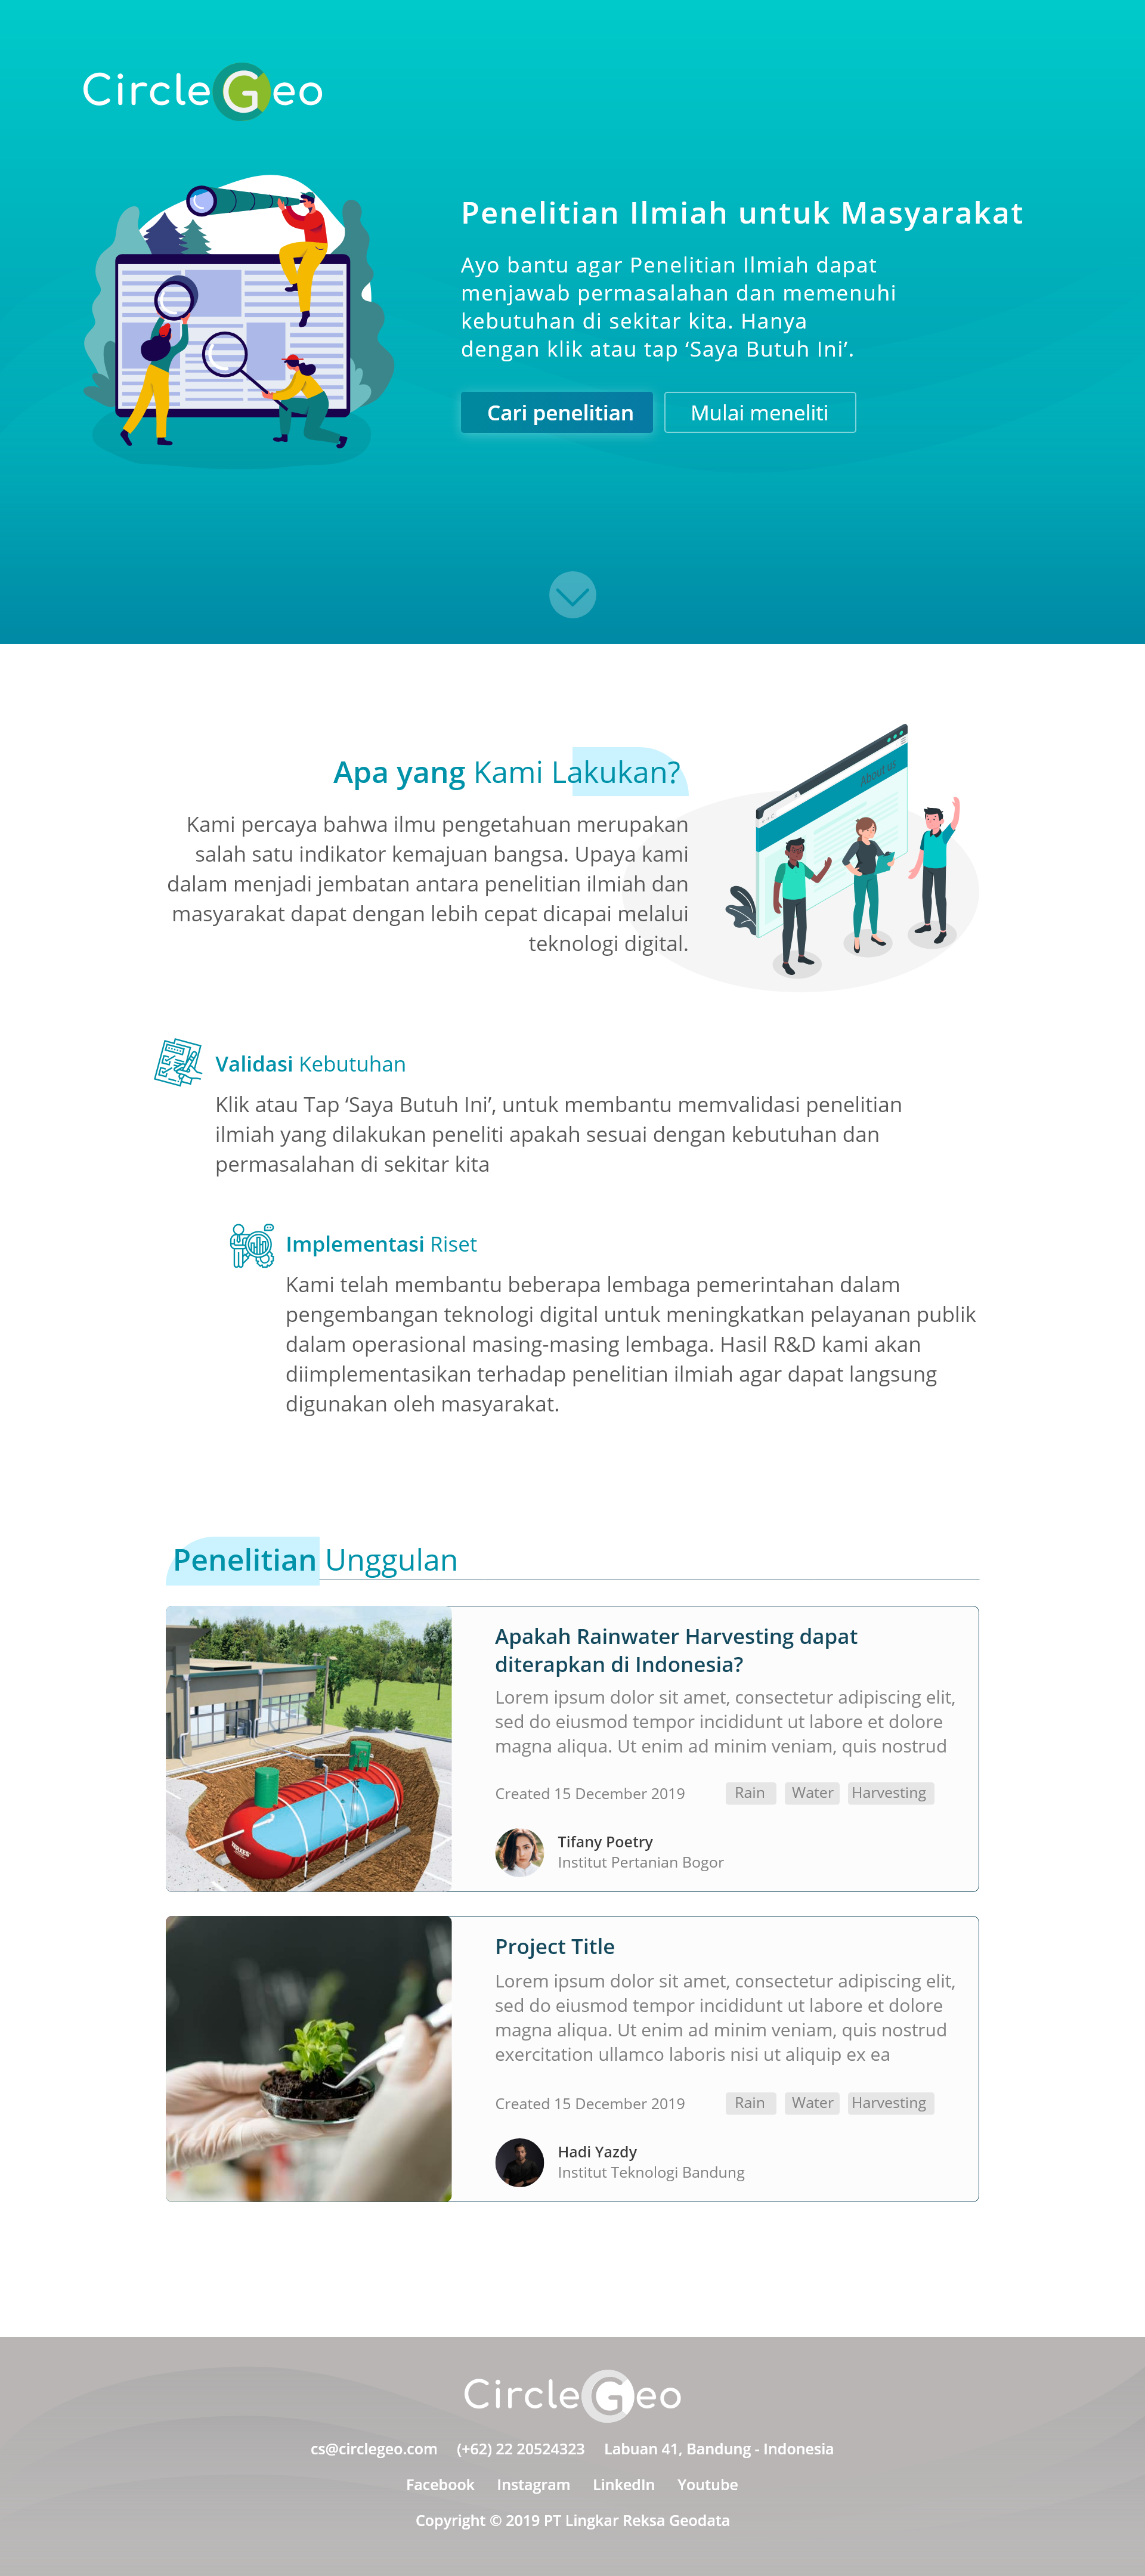 CircleGeo
Penelitian Ilmiah untuk Masyarakat
Ayo bantu agar Penelitian Ilmiah dapat
menjawab permasalahan dan memenuhi
kebutuhan di sekitar kita. Hanya
dengan klik atau tap ‘Saya Butuh Ini’.
Cari penelitian
Mulai meneliti
Apa yang Kami Lakukan?
Kami percaya bahwa ilmu pengetahuan merupakan
salah satu indikator kemajuan bangsa. Upaya kami
dalam menjadi jembatan antara penelitian ilmiah dan
masyarakat dapat dengan lebih cepat dicapai melalui
teknologi digital.
About us
Validasi Kebutuhan
Klik atau Tap ‘Saya Butuh Ini’, untuk membantu memvalidasi penelitian
ilmiah yang dilakukan peneliti apakah sesuai dengan kebutuhan dan
permasalahan di sekitar kita
Implementasi Riset
Kami telah membantu beberapa lembaga pemerintahan dalam
pengembangan teknologi digital untuk meningkatkan pelayanan publik
dalam operasional masing-masing lembaga. Hasil R&D kami akan
diimplementasikan terhadap penelitian ilmiah agar dapat langsung
digunakan oleh masyarakat.
Penelitian Unggulan
Apakah Rainwater Harvesting dapat
diterapkan di Indonesia?
Lorem ipsum dolor sit amet, consectetur adipiscing elit,
sed do eiusmod tempor incididunt ut labore et dolore
magna aliqua. Ut enim ad minim veniam, quis nostrud
Created 15 December 2019
Rain
Water
Harvesting
Tifany Poetry
Institut Pertanian Bogor
Project Title
Lorem ipsum dolor sit amet, consectetur adipiscing elit,
sed do eiusmod tempor incididunt ut labore et dolore
magna aliqua. Ut enim ad minim veniam, quis nostrud
exercitation ullamco laboris nisi ut aliquip ex ea
Created 15 December 2019
Rain
Water
Harvesting
Hadi Yazdy
Institut Teknologi Bandung
CircleGeo
cs@circlegeo.com (+62) 22 20524323 Labuan 41, Bandung - Indonesia
Facebook Instagram LinkedIn Youtube
Copyright © 2019 PT Lingkar Reksa Geodata